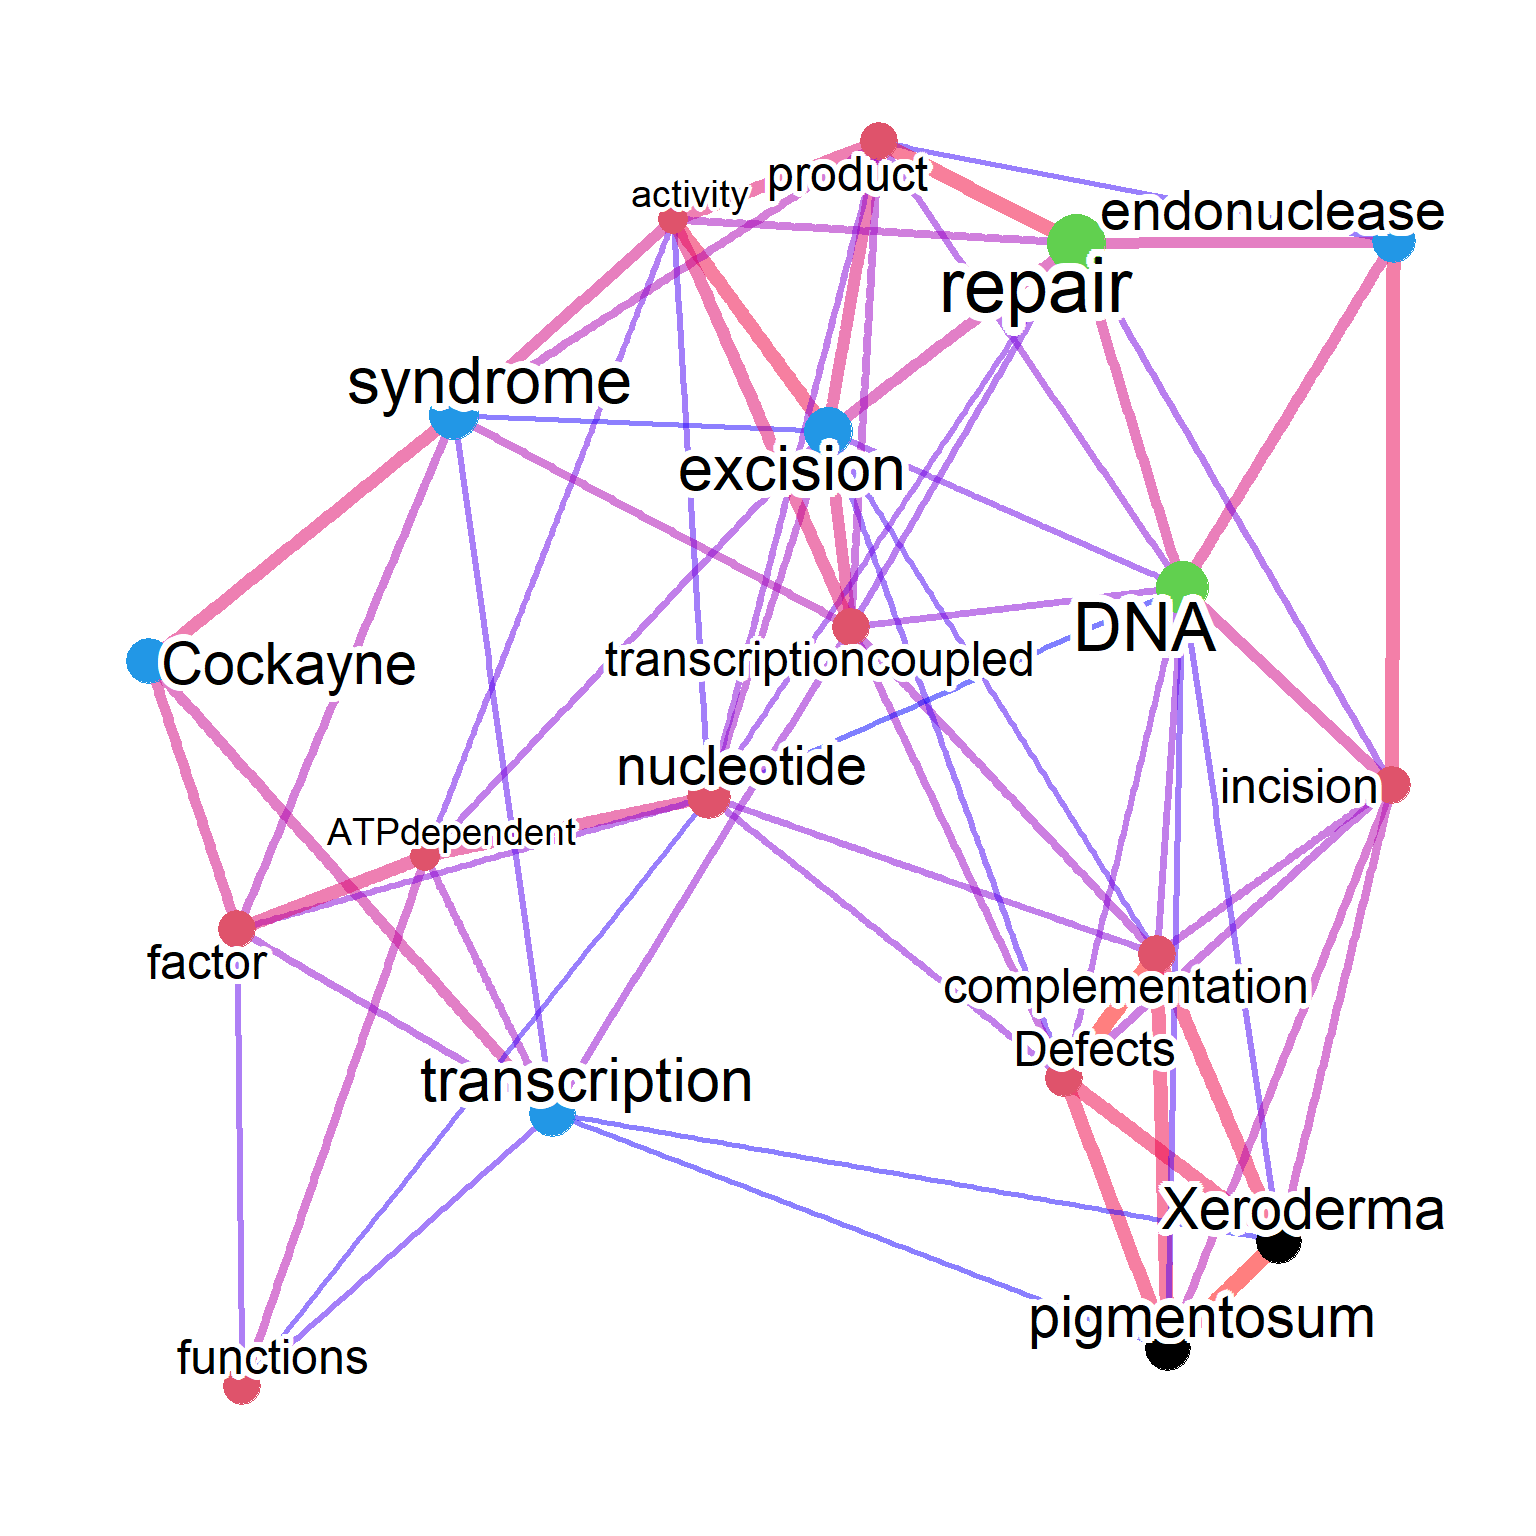 product
activity
endonuclease
repair
syndrome
excision
DNA
transcriptioncoupled
Cockayne
nucleotide
incision
ATPdependent
factor
complementation
Defects
transcription
Xeroderma
pigmentosum
functions